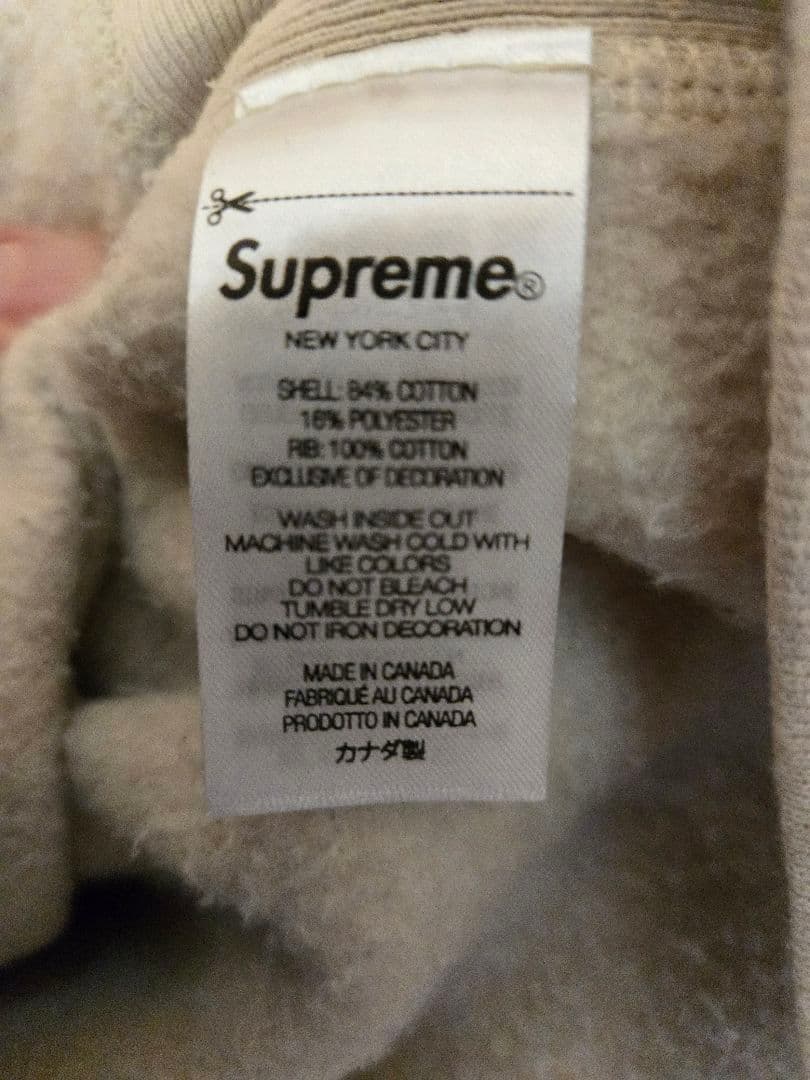 Supreme®
NEW YORK CITY
SHELL: 84% COTTON
16% POLYESTER
RIB: 100% COTTON
EXCLUSIVE OF DECORATION
WASH INSIDE OUT
MACHINE WASH COLD WITH
LIKE COLORS
DO NOT BLEACH
TUMBLE DRY LOW
DO NOT IRON DECORATION
MADE IN CANADA
FABRIQUÉ AU CANADA
PRODOTTO IN CANADA
カナダ製